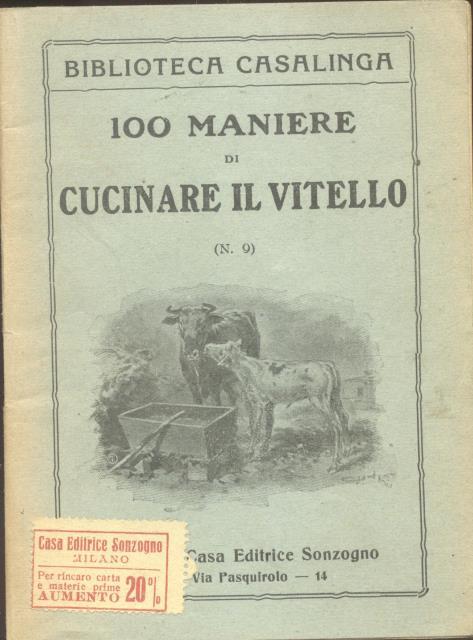 BIBLIOTECA CASALINGA
100 MANIERE
DI
CUCINARE IL VITELLO
(N. 9)
Casa Editrice Sonzogno
Via Pasquirolo — 14
Casa Editrice Sonzogno
MILANO
Per rincaro carta
e materie prime
AUMENTO 20%